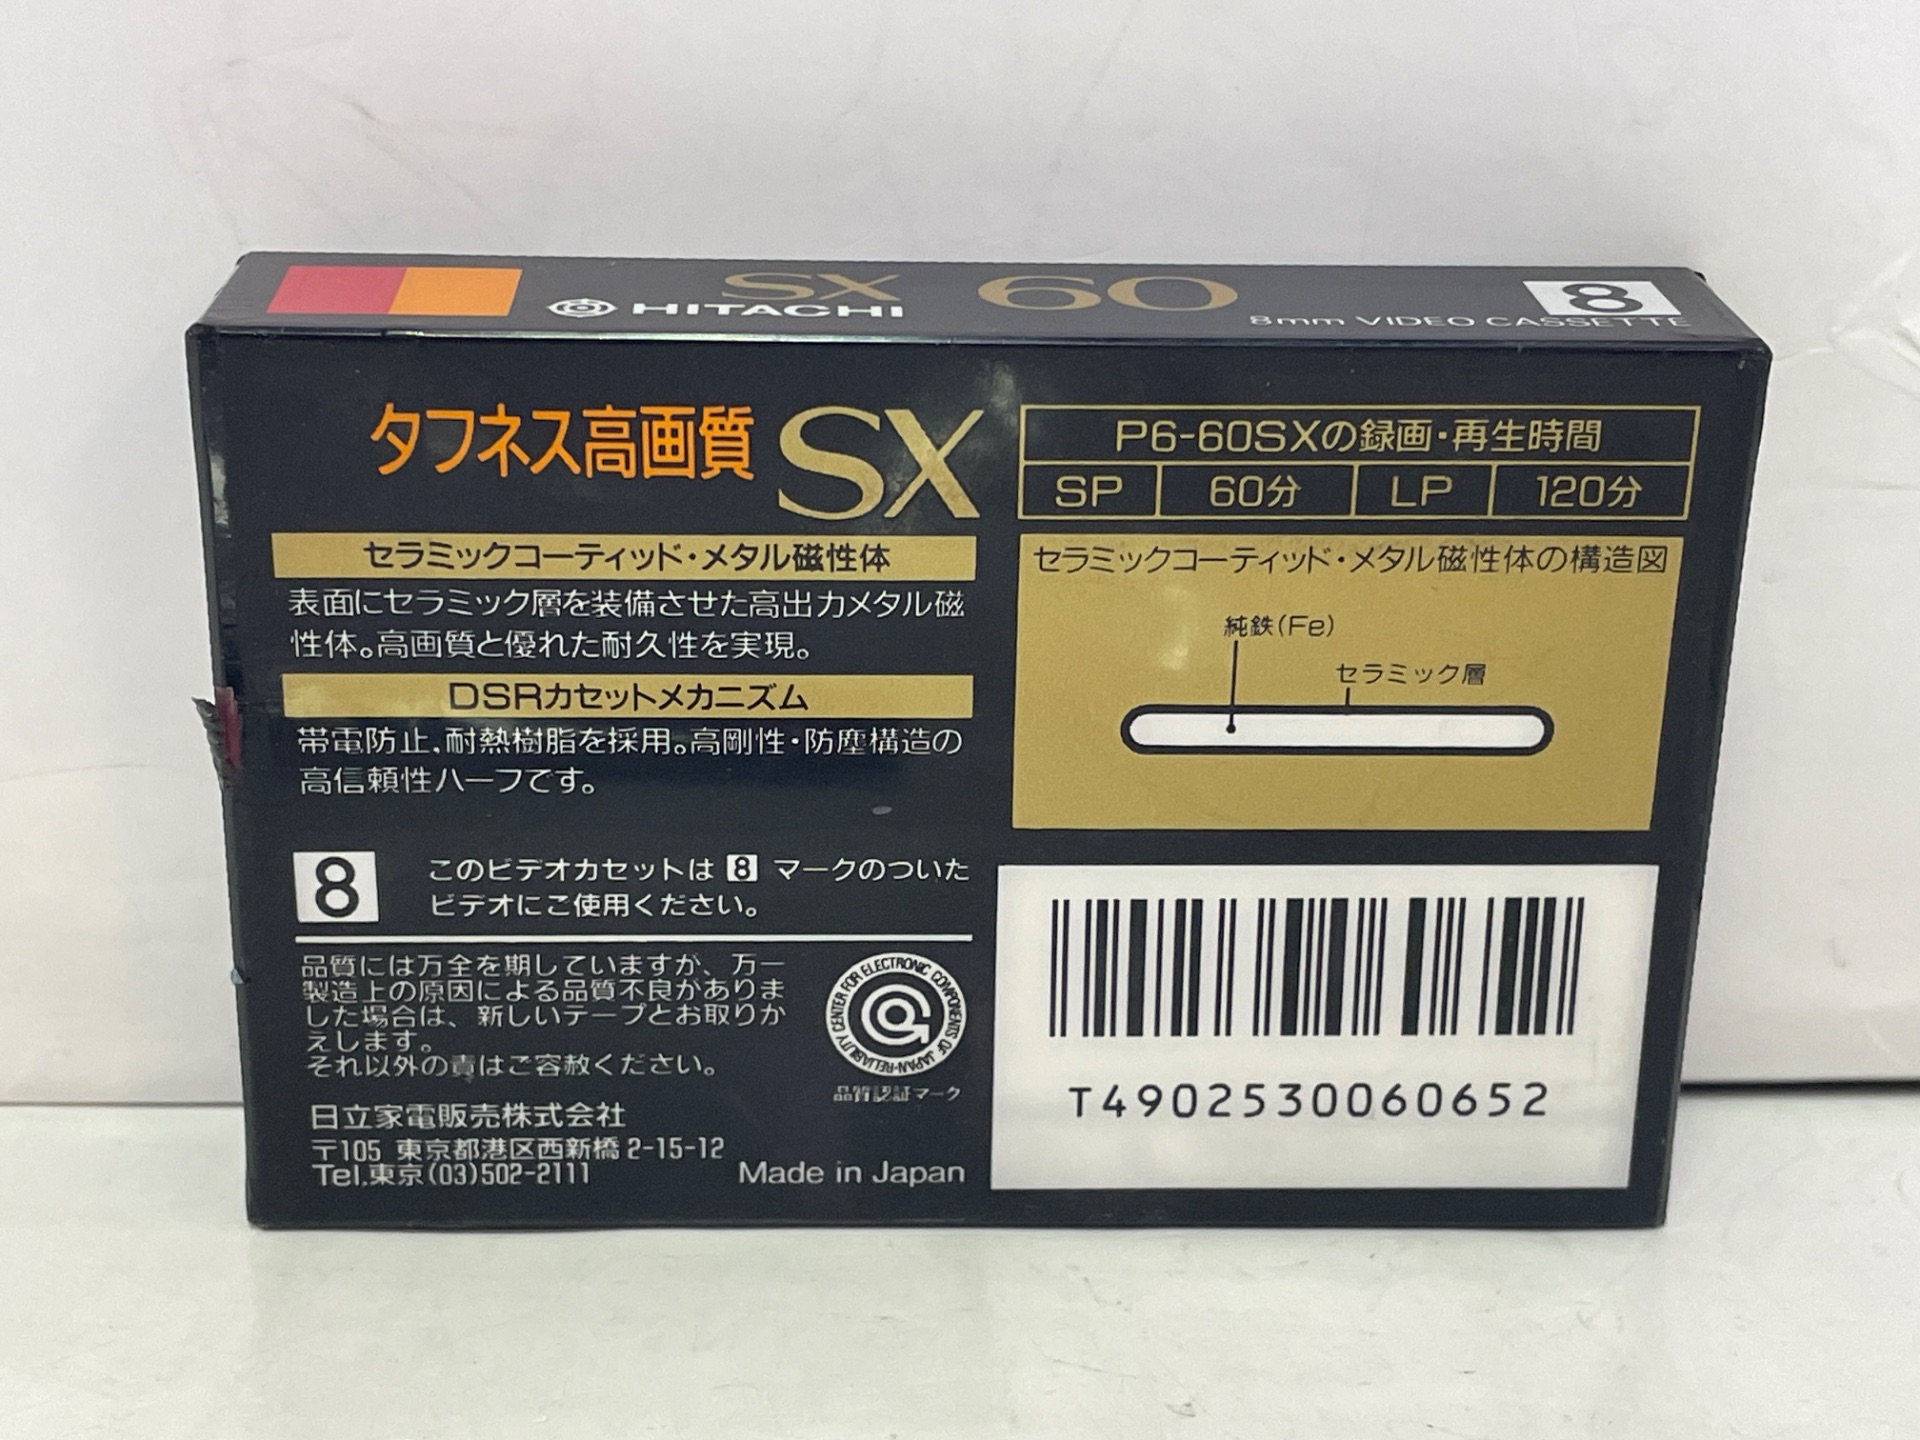 SX 60
HITACHI
8
8mm VIDEO CASSETTE
タフネス高画質 SX
セラミックコーティッド・メタル磁性体
表面にセラミック層を装備させた高出力メタル磁
性体。高画質と優れた耐久性を実現。
DSRカセットメカニズム
帯電防止,耐熱樹脂を採用。高剛性・防塵構造の
高信頼性ハーフです。
8
このビデオカセットは 8 マークのついた
ビデオにご使用ください。
品質には万全を期していますが、万一
製造上の原因による品質不良がありま
した場合は、新しいテープとお取りか
えします。
それ以外の責はご容赦ください。
RELIABILITY CENTER FOR ELECTRONIC COMPONENTS OF JAPAN
品質認証マーク
日立家電販売株式会社
〒105 東京都港区西新橋2-15-12
Tel.東京(03)502-2111
Made in Japan
P6-60SXの録画・再生時間
SP 60分 LP 120分
セラミックコーティッド・メタル磁性体の構造図
純鉄(Fe)
セラミック層
T4902530060652